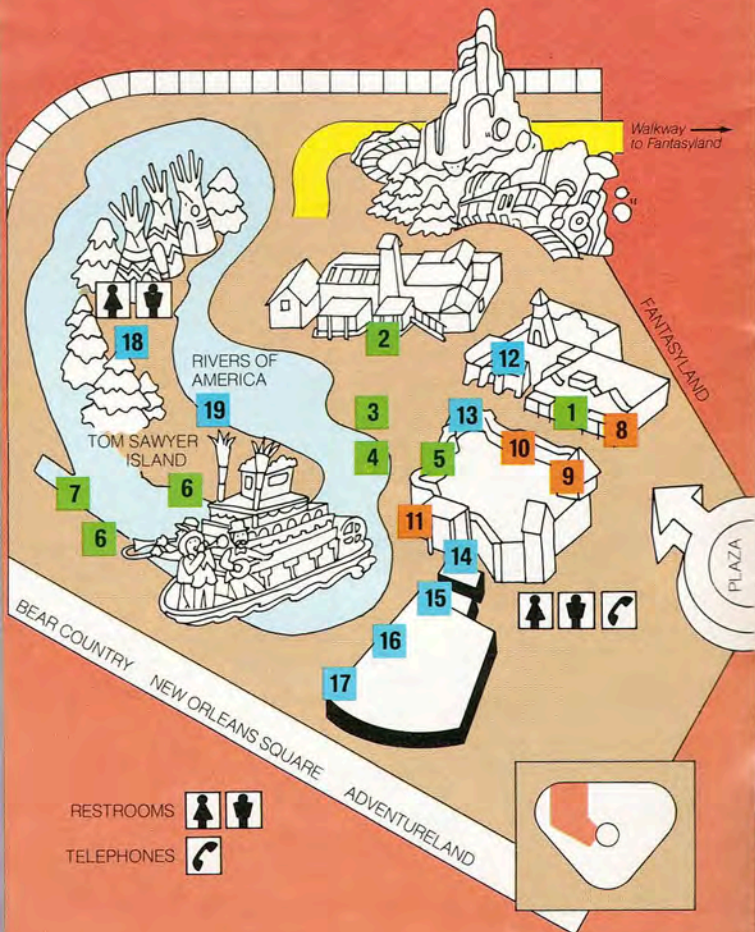 Walkway
to Fantasyland
FANTASYLAND
18
RIVERS OF
AMERICA
19
2
12
1
8
3
13
10
TOM SAWYER
ISLAND
4
5
9
7
6
6
11
14
PLAZA
15
16
17
BEAR COUNTRY
NEW ORLEANS SQUARE
ADVENTURELAND
RESTROOMS
TELEPHONES